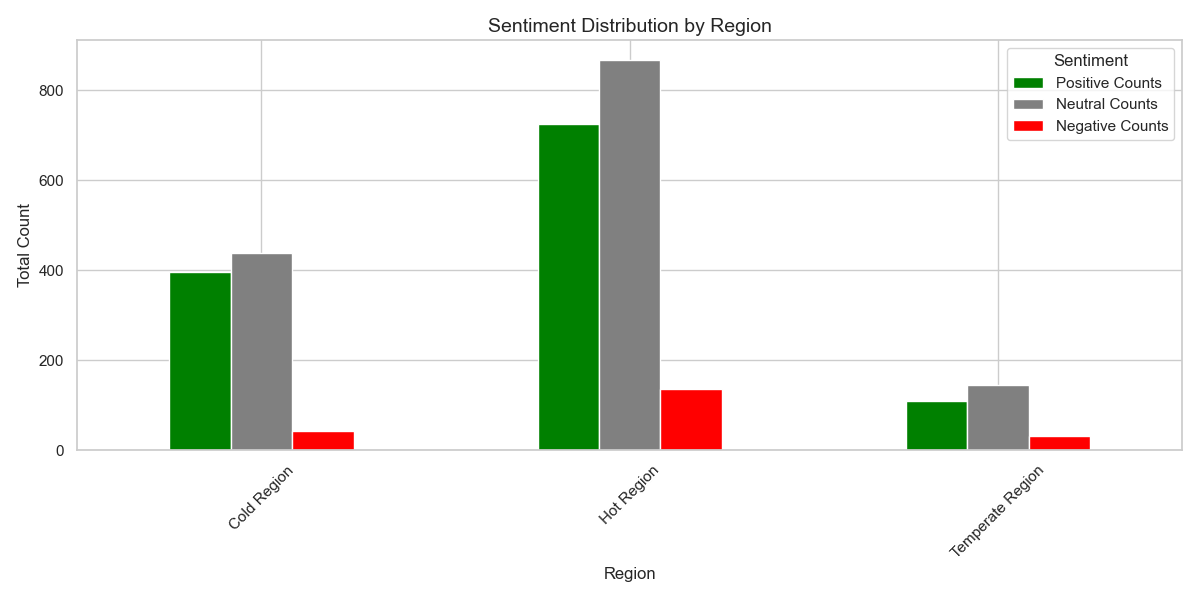 Sentiment Distribution by Region
Sentiment
Positive Counts
Neutral Counts
Negative Counts
Total Count
800
600
400
200
0
Cold Region
Hot Region
Temperate Region
Region